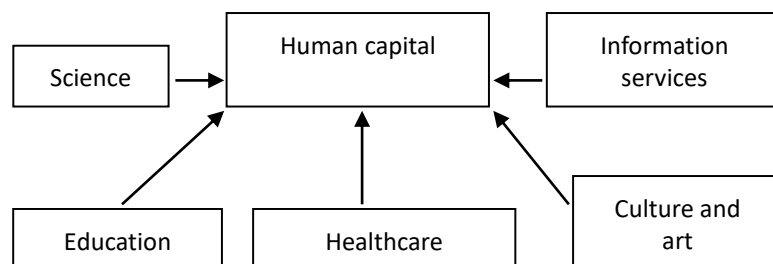 Human capital
Information
services
Science
Education
Healthcare
Culture and
art